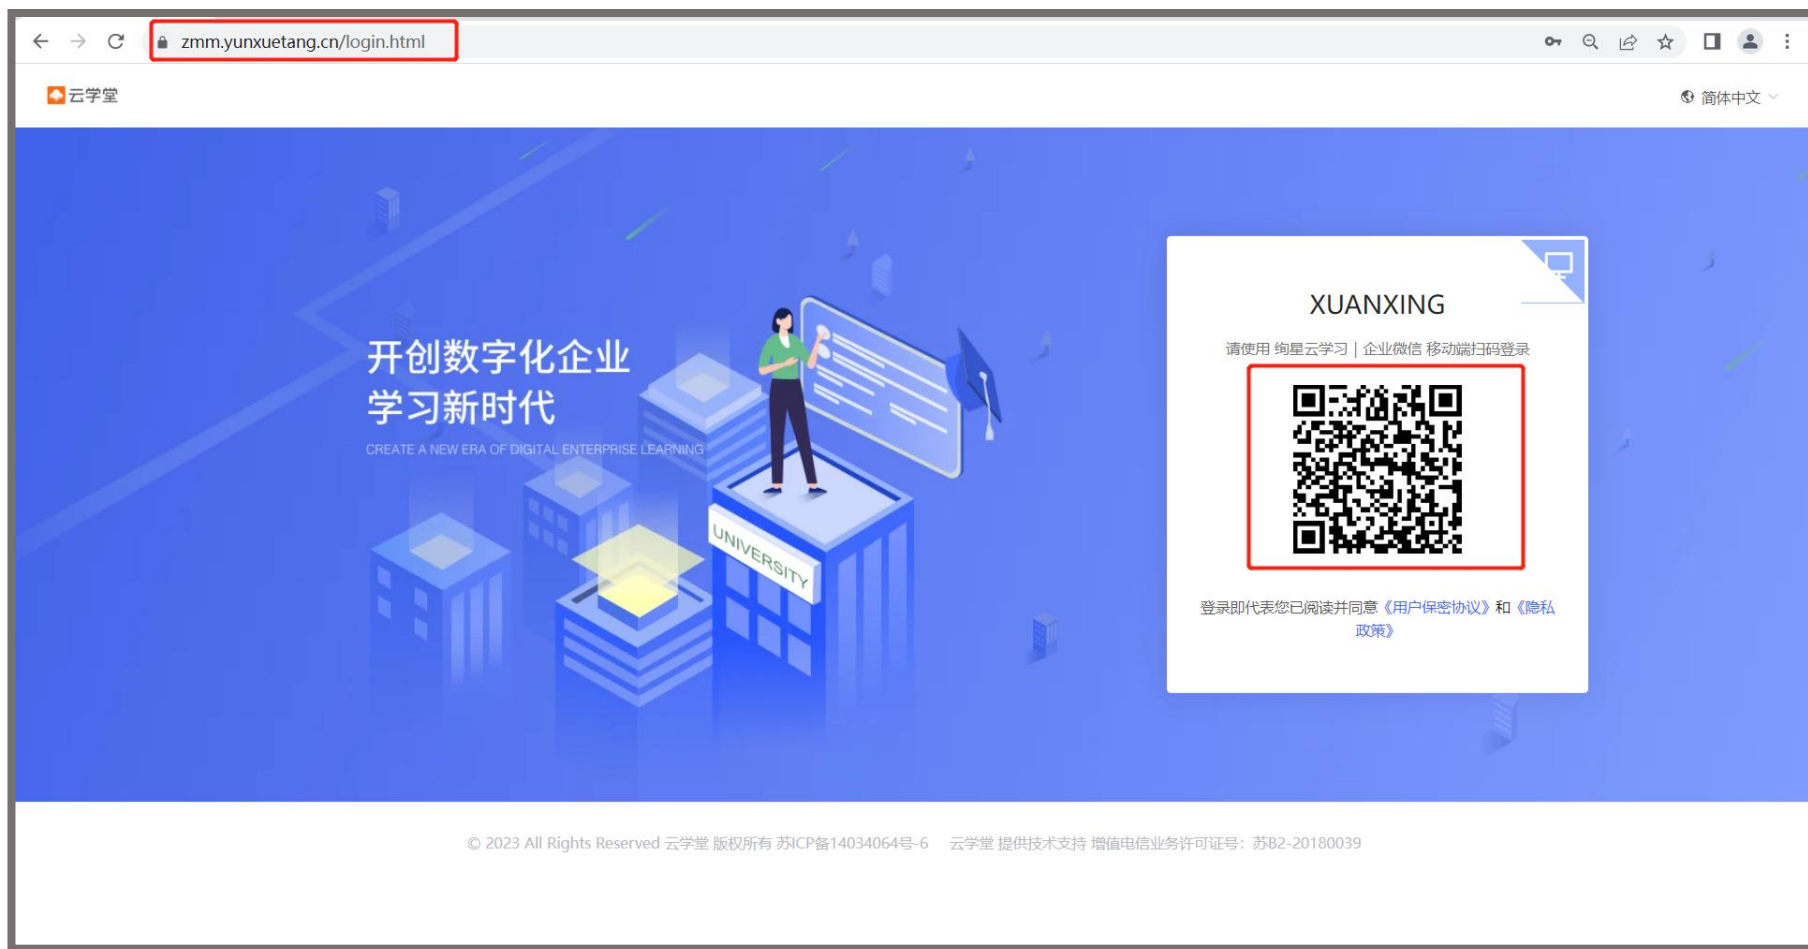 zmm.yunxuetang.cn/login.html
云学堂
简体中文
开创数字化企业
学习新时代
CREATE A NEW ERA OF DIGITAL ENTERPRISE LEARNING
UNIVERSITY
XUANXING
请使用 绚星云学习 | 企业微信 移动端扫码登录
登录即代表您已阅读并同意《用户保密协议》和《隐私
政策》
© 2023 All Rights Reserved 云学堂 版权所有 苏ICP备14034064号-6 云学堂 提供技术支持 增值电信业务许可证号：苏B2-20180039